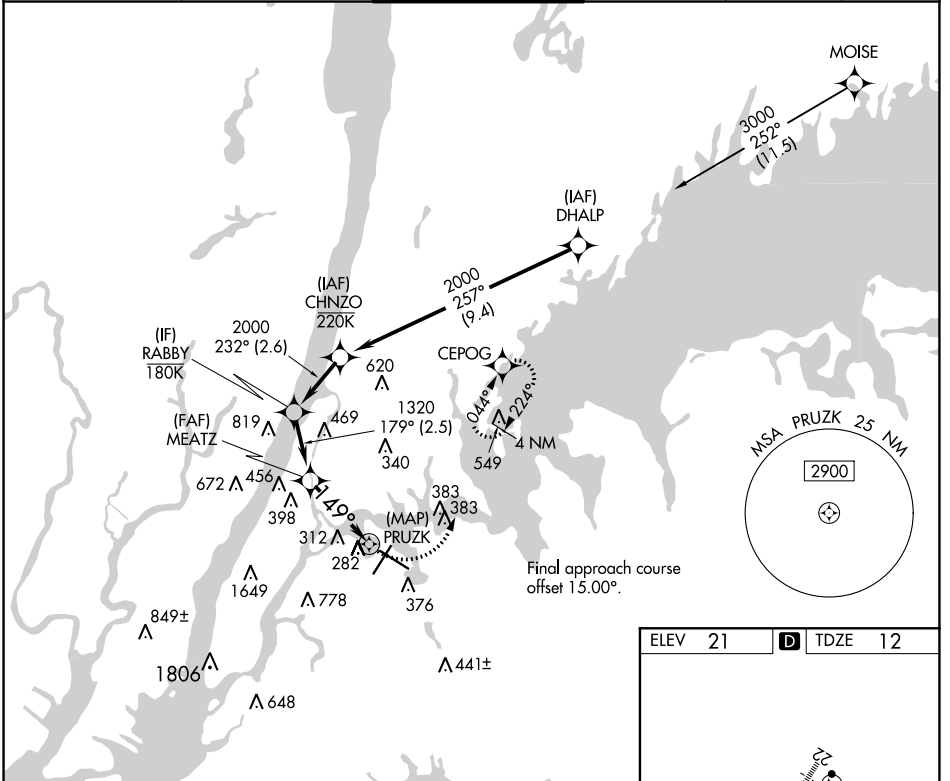 MOISE
3000
252°
(11.5)
(IAF)
DHALP
2000
257°
(9.4)
(IAF)
CHNZO
220K
2000
232° (2.6)
(IF)
RABBY
180K
620
CEPOG
044°
224°
4 NM
549
819
469
1320
179° (2.5)
(FAF)
MEATZ
340
672
456
398
149°
383
383
(MAP)
PRUZK
312
282
376
1649
778
849±
1806
441±
648
Final approach course
offset 15.00°.
MSA PRUZK 25 NM
2900
ELEV 21 D TDZE 12
22